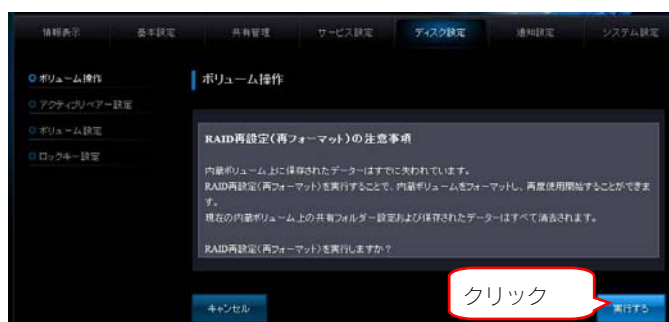 情報表示 基本設定 共有管理 サービス設定 ディスク設定 通知設定 システム設定
ボリューム操作
アクティブリペアー設定
ボリューム設定
ロックキー設定
ボリューム操作
RAID再設定(再フォーマット)の注意事項
内蔵ボリューム上に保存されたデーターはすでに失われています。
RAID再設定(再フォーマット)を実行することで、内蔵ボリュームをフォーマットし、再度使用開始することができま
す。
現在の内蔵ボリューム上の共有フォルダー設定および保存されたデーターはすべて消去されます。
RAID再設定(再フォーマット)を実行しますか?
クリック
キャンセル 実行する